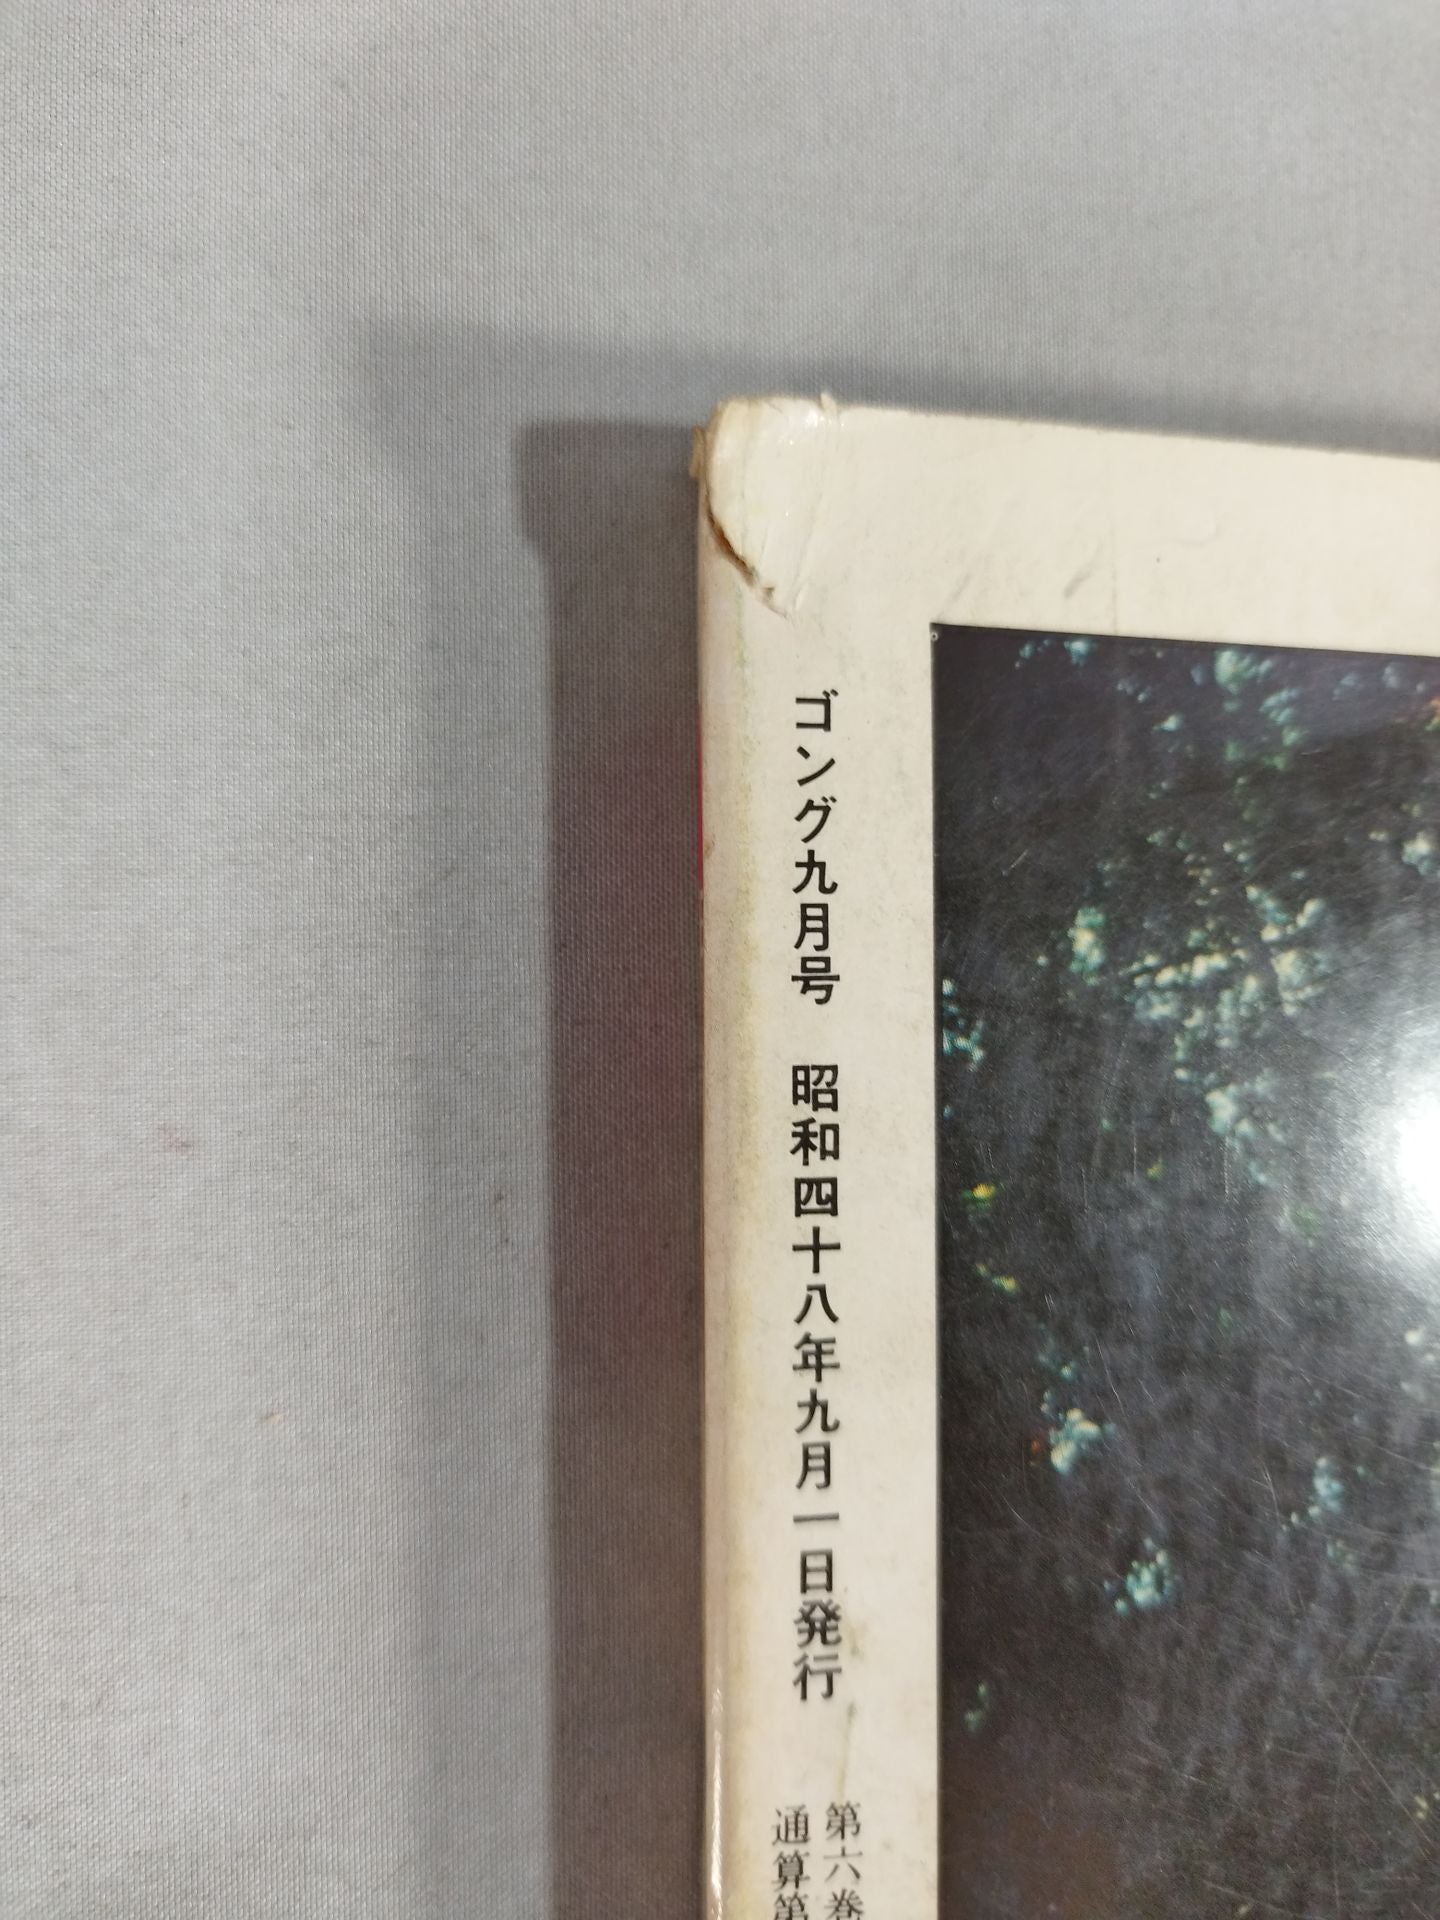 ゴング九月号　昭和四十八年九月一日発行
第六巻
通算第